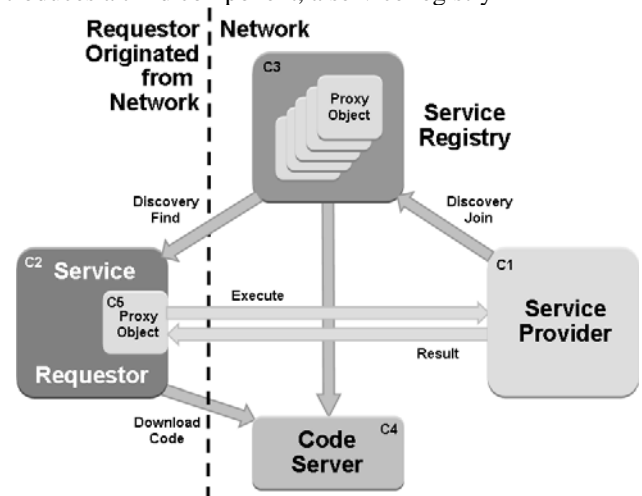 Requestor
Originated
from
Network
Network
C3
Proxy
Object
Service
Registry
Discovery
Find
Discovery
Join
C2
Service
C5
Proxy
Object
Requestor
Execute
Result
C1
Service
Provider
Download
Code
Code
Server
C4